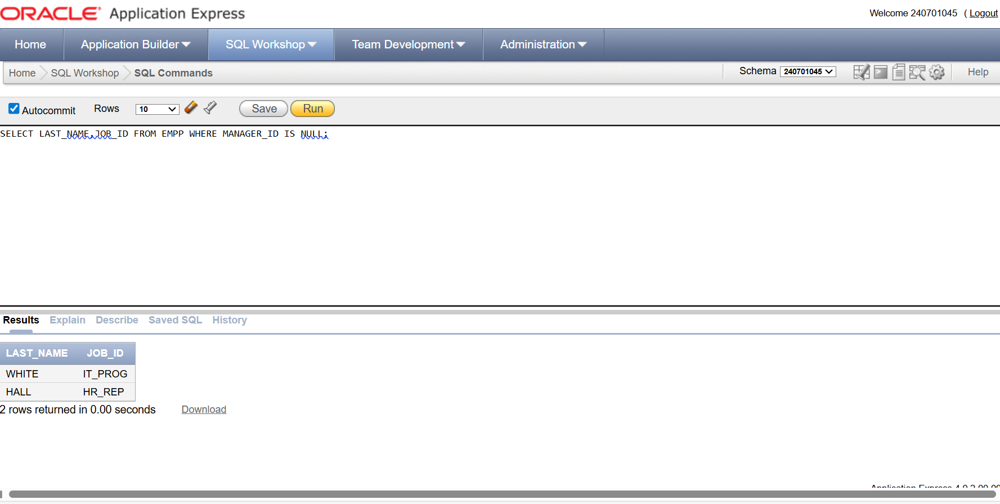 ORACLE Application Express
Welcome 240701045 ( Logout
Home Application Builder SQL Workshop Team Development Administration
Home SQL Workshop SQL Commands Schema 240701045 Help
Autocommit Rows 10 Save Run
SELECT LAST_NAME,JOB_ID FROM EMPP WHERE MANAGER_ID IS NULL;
Results Explain Describe Saved SQL History
LAST_NAME JOB_ID
WHITE IT_PROG
HALL HR_REP
2 rows returned in 0.00 seconds Download
Application Express